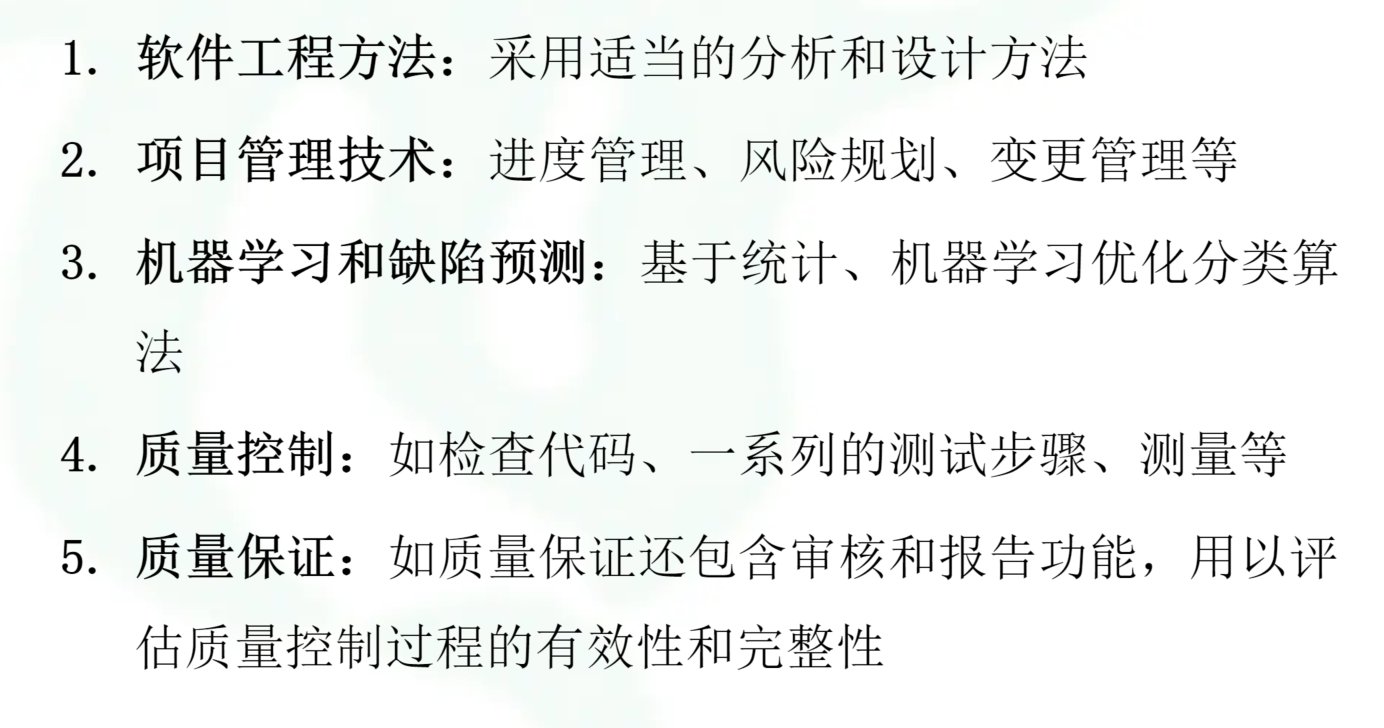 1. 软件工程方法：采用适当的分析和设计方法
2. 项目管理技术：进度管理、风险规划、变更管理等
3. 机器学习和缺陷预测：基于统计、机器学习优化分类算
法
4. 质量控制：如检查代码、一系列的测试步骤、测量等
5. 质量保证：如质量保证还包含审核和报告功能，用以评
估质量控制过程的有效性和完整性